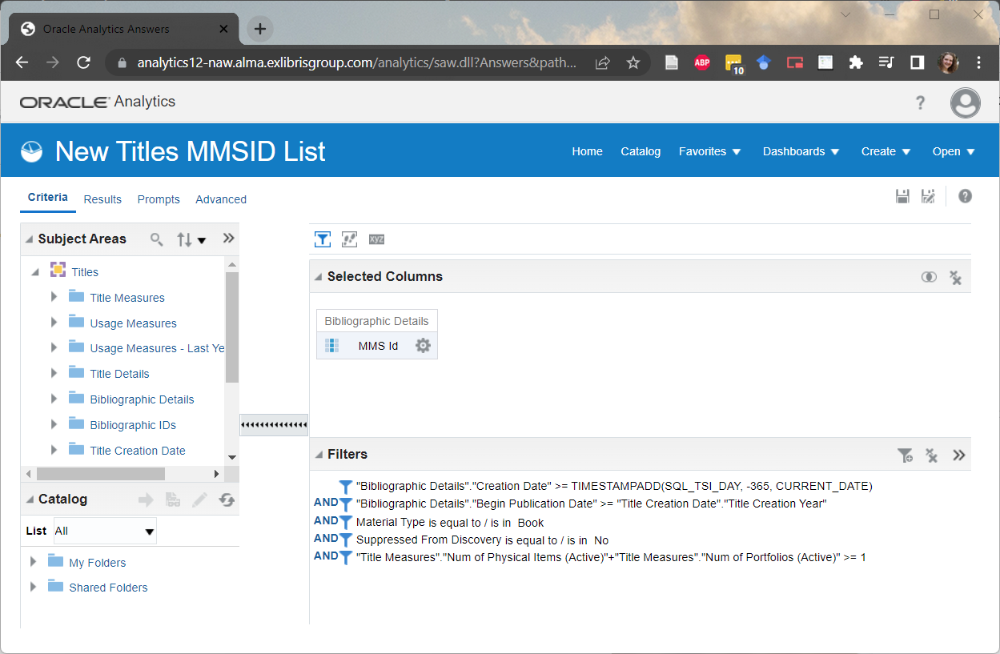 Oracle Analytics Answers
analytics12-naw.alma.exlibrisgroup.com/analytics/saw.dll?Answers&path...
ABP
10
ORACLE Analytics
?
New Titles MMSID List
Home Catalog Favorites Dashboards Create Open
Criteria Results Prompts Advanced
?
Subject Areas
Titles
Title Measures
Usage Measures
Usage Measures - Last Ye
Title Details
Bibliographic Details
Bibliographic IDs
Title Creation Date
Catalog
List All
My Folders
Shared Folders
xyz
Selected Columns
Bibliographic Details
MMS Id
Filters
"Bibliographic Details"."Creation Date" >= TIMESTAMPADD(SQL_TSI_DAY, -365, CURRENT_DATE)
AND "Bibliographic Details"."Begin Publication Date" >= "Title Creation Date"."Title Creation Year"
AND Material Type is equal to / is in Book
AND Suppressed From Discovery is equal to / is in No
AND "Title Measures"."Num of Physical Items (Active)"+"Title Measures"."Num of Portfolios (Active)" >= 1